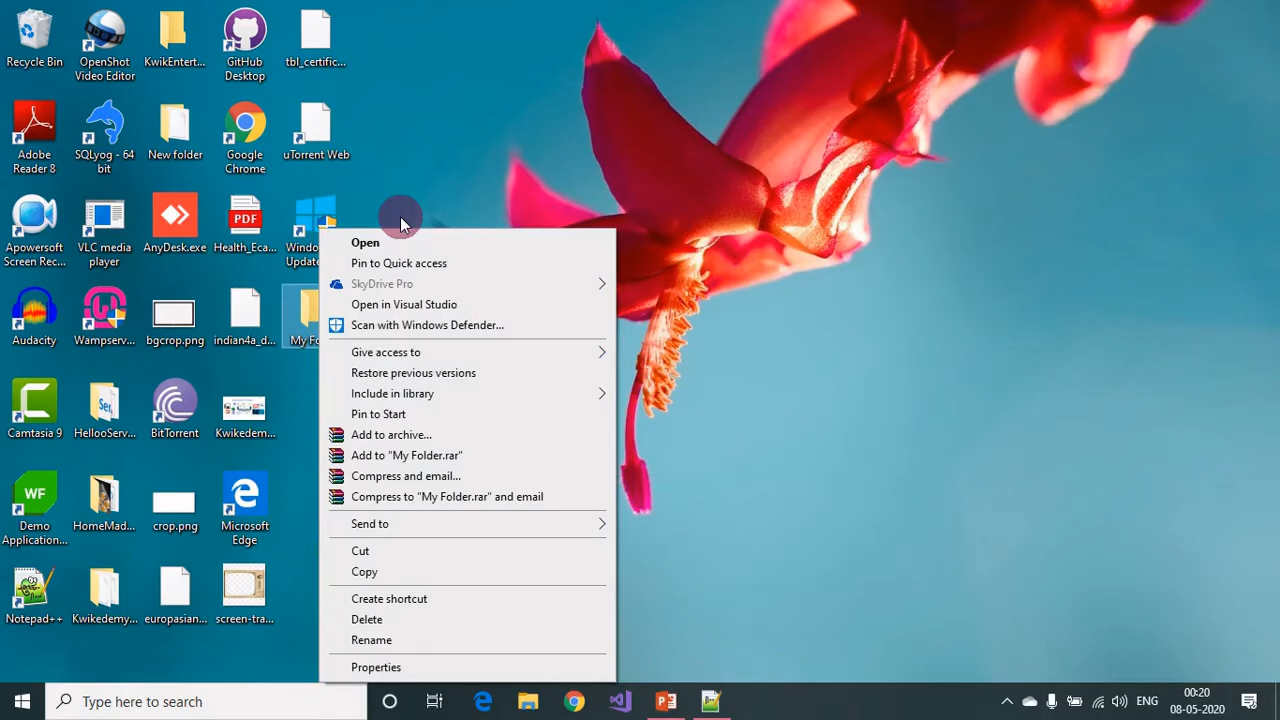 Recycle Bin
OpenShot
Video Editor
KwikEntert...
GitHub
Desktop
tbl_certific...
Adobe
Reader 8
SQLyog - 64
bit
New folder
Google
Chrome
uTorrent Web
Apowersoft
Screen Rec...
VLC media
player
AnyDesk.exe
PDF
Health_Eca...
Window
Update
Audacity
Wampserv...
bgcrop.png
indian4a_d...
My Fo
Camtasia 9
Ser
HellooServ...
BitTorrent
Kwikedem...
WF
Demo
Application...
HomeMad...
crop.png
Microsoft
Edge
Notepad++
Kwikedemy...
europasian...
screen-tra...
Open
Pin to Quick access
SkyDrive Pro
Open in Visual Studio
Scan with Windows Defender...
Give access to
Restore previous versions
Include in library
Pin to Start
Add to archive...
Add to "My Folder.rar"
Compress and email...
Compress to "My Folder.rar" and email
Send to
Cut
Copy
Create shortcut
Delete
Rename
Properties
Type here to search
ENG
00:20
08-05-2020